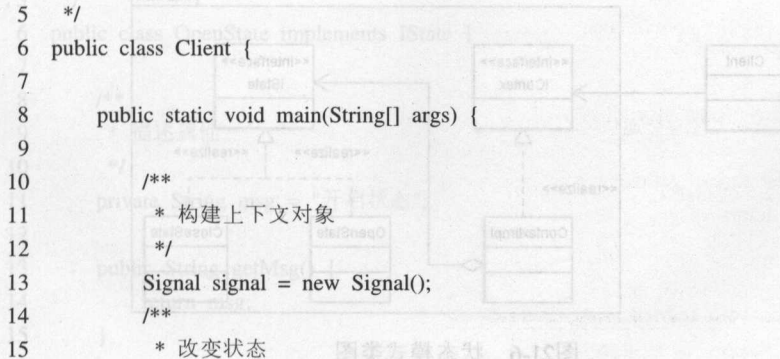 5 */
6 public class Client {
7
8 public static void main(String[] args) {
9
10 /**
11 * 构建上下文对象
12 */
13 Signal signal = new Signal();
14 /**
15 * 改变状态